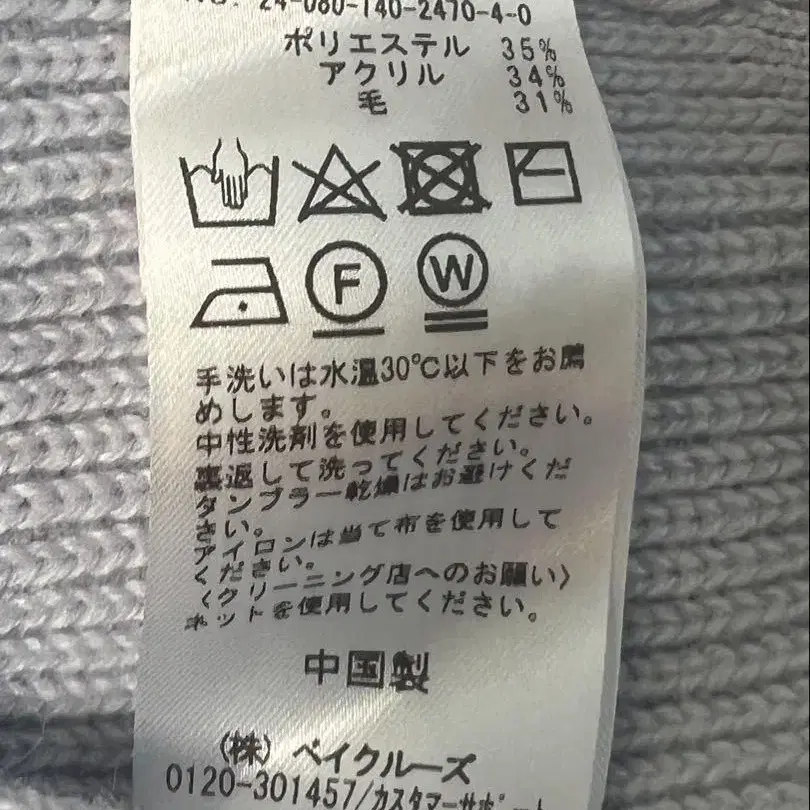 NO. 24-080-140-2470-4-0
ポリエステル 35%
アクリル 34%
毛 31%
F
W
手洗いは水温30℃以下をお薦
めします。
中性洗剤を使用してください。
裏返して洗ってください。
タンブラー乾燥はお避けくだ
さい。
アイロンは当て布を使用して
ください。
〈クリーニング店へのお願い〉
ネットを使用してください。
中国製
(株) ベイクルーズ
0120-301457/カスタマーサポート